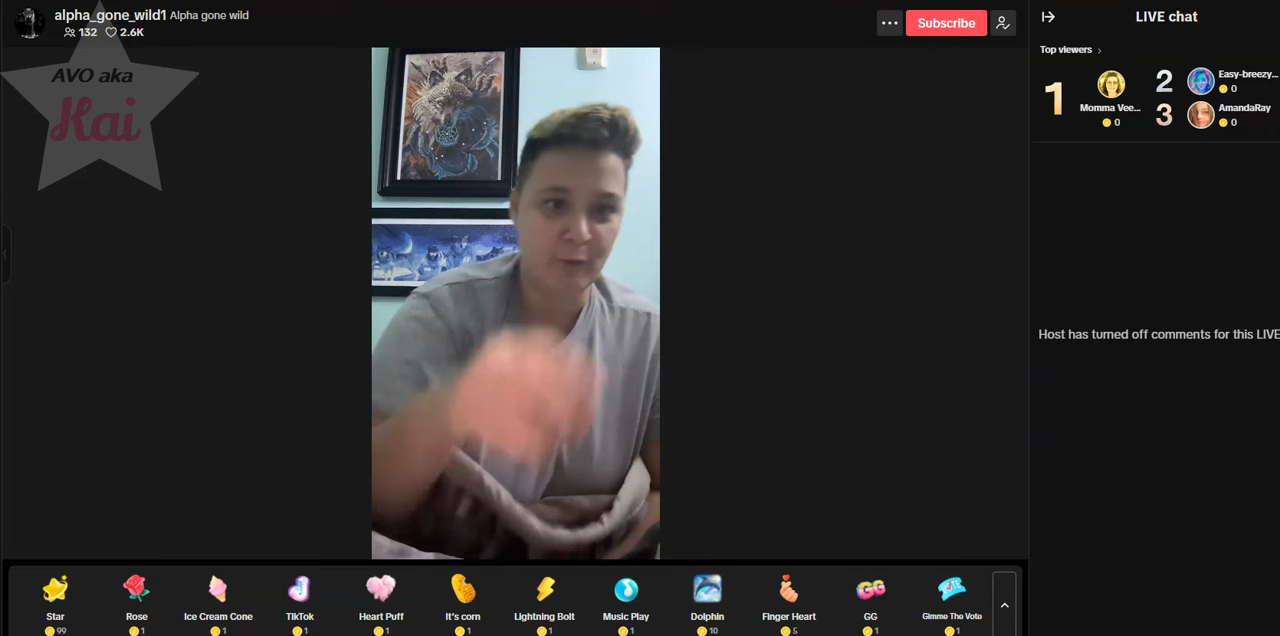 alpha_gone_wild1 Alpha gone wild
132 2.6K
Subscribe
AVO aka
Kai
LIVE chat
Top viewers
1
Momma Vee...
0
2
Easy-breezy...
0
3
AmandaRay
0
Host has turned off comments for this LIVE
Star
99
Rose
1
Ice Cream Cone
1
TikTok
1
Heart Puff
1
It's corn
1
Lightning Bolt
1
Music Play
1
Dolphin
10
Finger Heart
5
GG
GG
1
Gimme The Vote
1